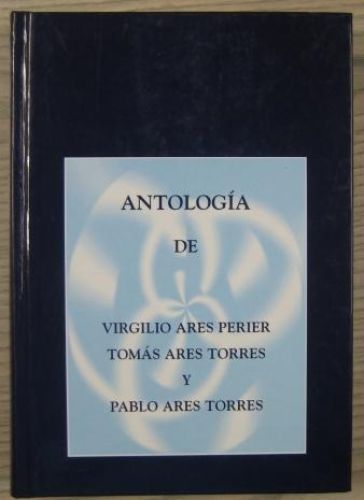 ANTOLOGÍA
DE
VIRGILIO ARES PERIER
TOMÁS ARES TORRES
Y
PABLO ARES TORRES